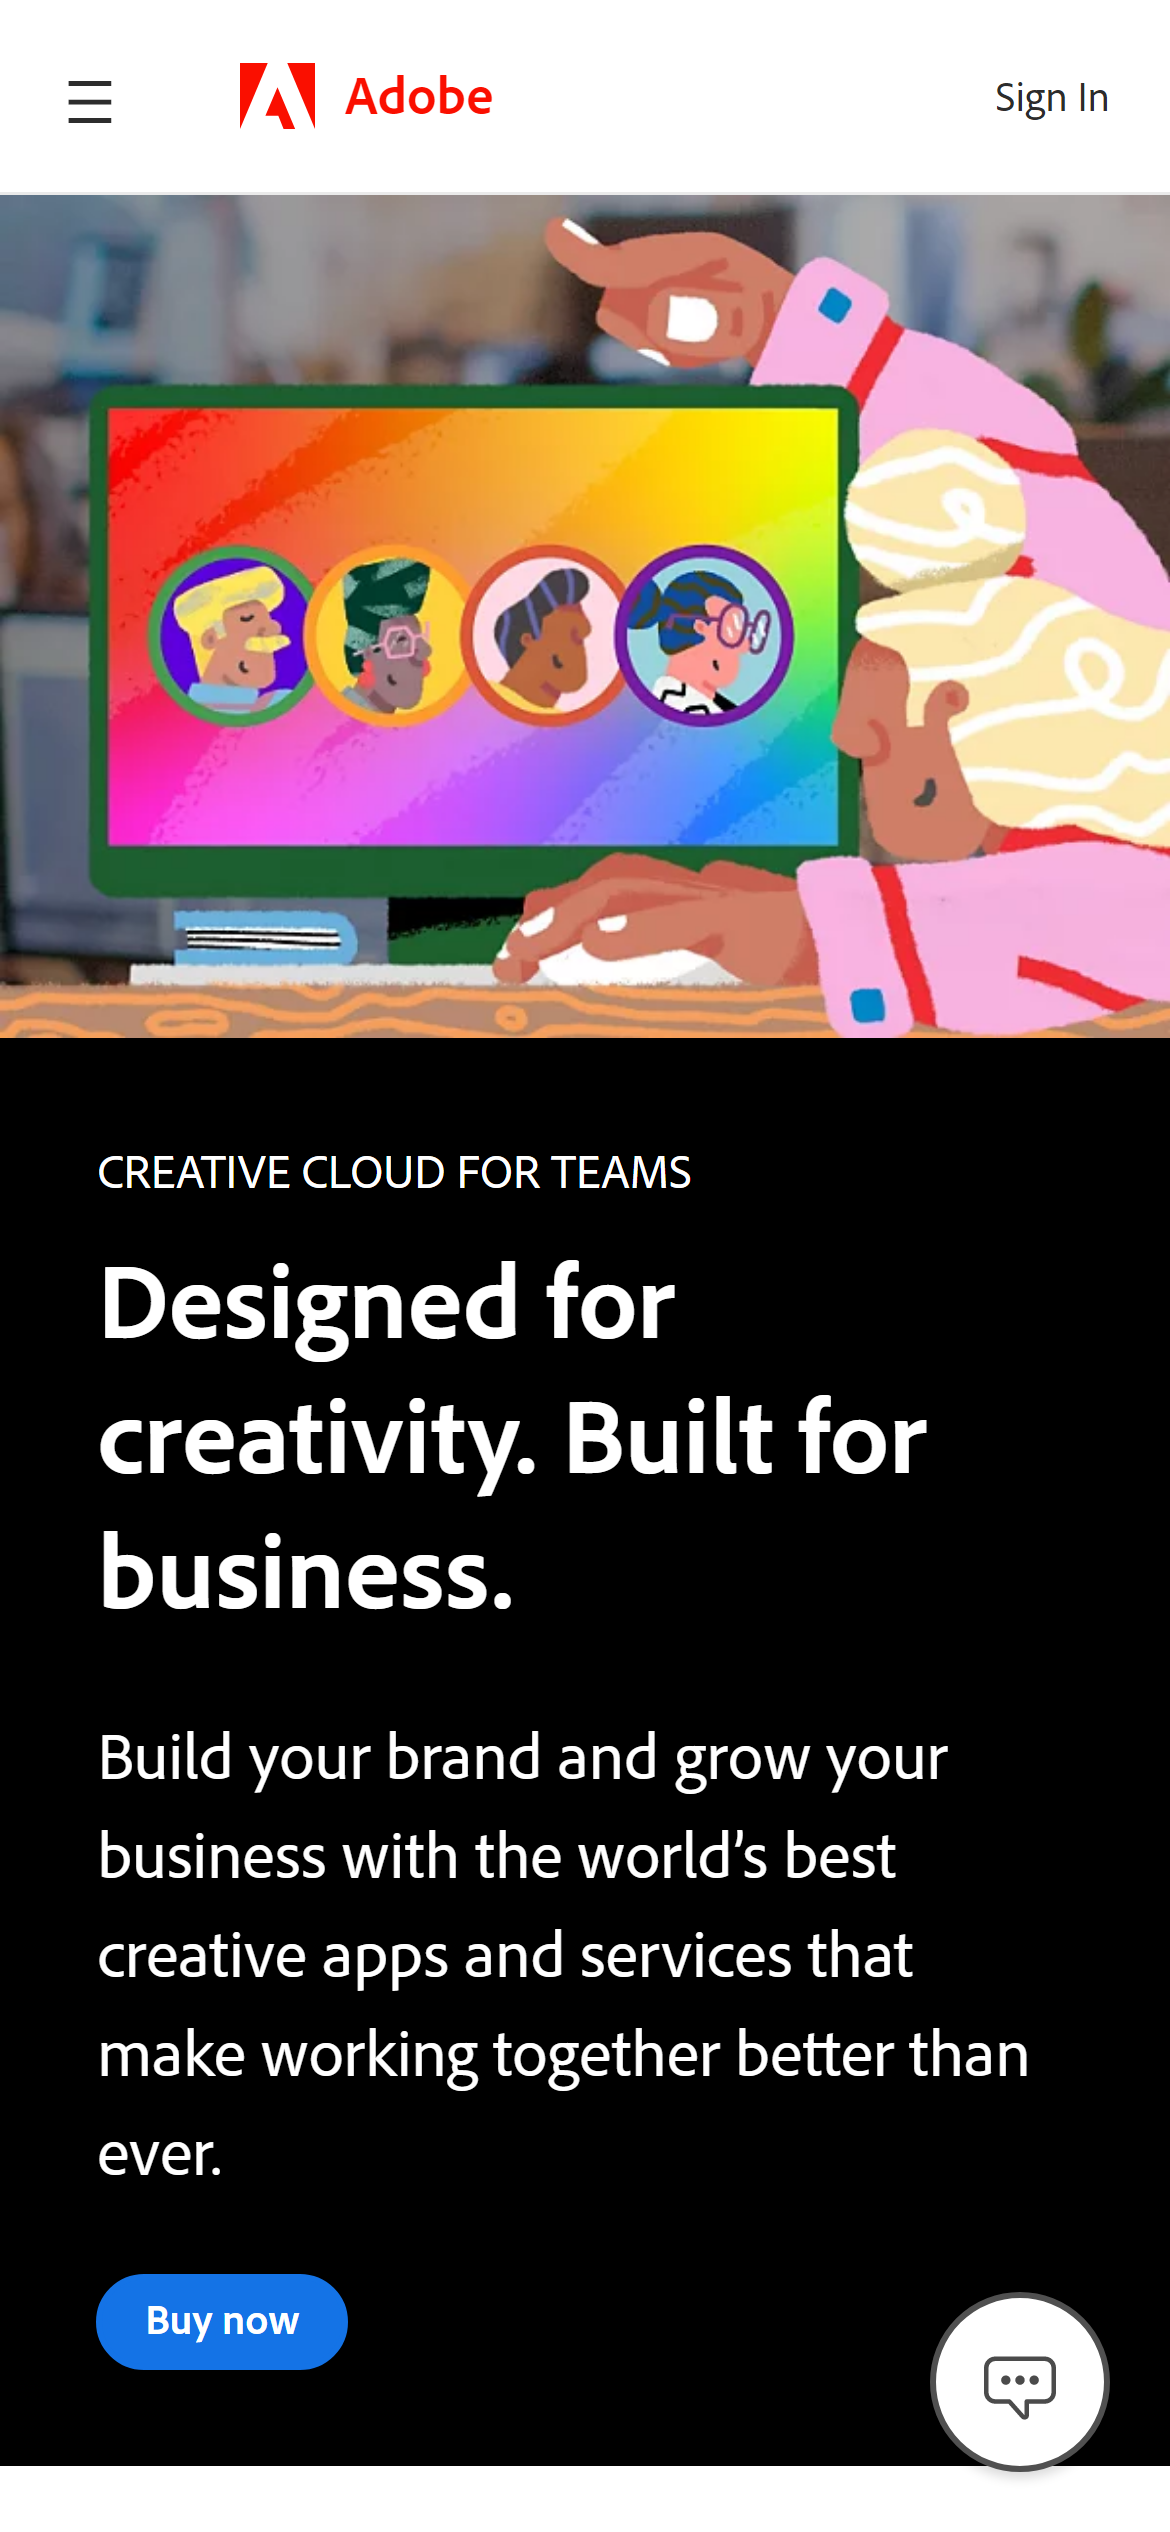 Adobe
Sign In
CREATIVE CLOUD FOR TEAMS
Designed for
creativity. Built for
business.
Build your brand and grow your
business with the world’s best
creative apps and services that
make working together better than
ever.
Buy now